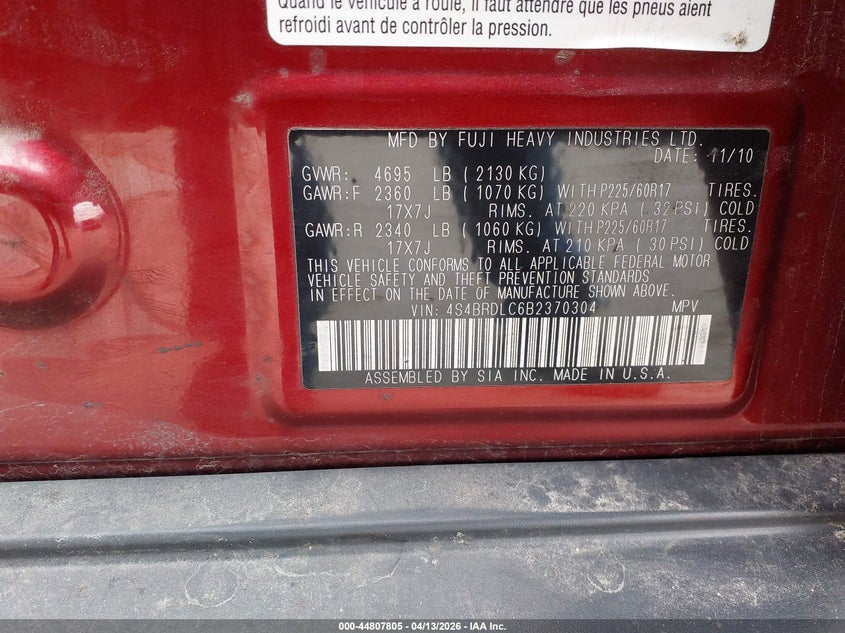 Quand le véhicule a roulé, il faut attendre que les pneus aient
refroidi avant de contrôler la pression.
MFD BY FUJI HEAVY INDUSTRIES LTD.
DATE: 11/10
GVWR: 4695 LB ( 2130 KG)
GAWR:F 2360 LB ( 1070 KG) WITH P225/60R17 TIRES.
17X7J RIMS. AT 220 KPA ( 32 PSI) COLD
GAWR:R 2340 LB ( 1060 KG) WITH P225/60R17 TIRES.
17X7J RIMS. AT 210 KPA ( 30 PSI) COLD
THIS VEHICLE CONFORMS TO ALL APPLICABLE FEDERAL MOTOR
VEHICLE SAFETY AND THEFT PREVENTION STANDARDS
IN EFFECT ON THE DATE OF MANUFACTURE SHOWN ABOVE.
VIN: 4S4BRDLC6B2370304 MPV
ASSEMBLED BY SIA INC. MADE IN U.S.A.
000-44807805 - 04/13/2026 - IAA Inc.